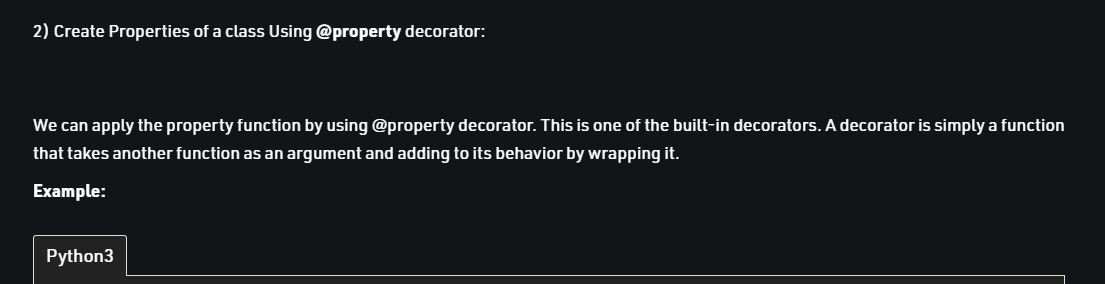 2) Create Properties of a class Using @property decorator:
We can apply the property function by using @property decorator. This is one of the built-in decorators. A decorator is simply a function
that takes another function as an argument and adding to its behavior by wrapping it.
Example:
Python3